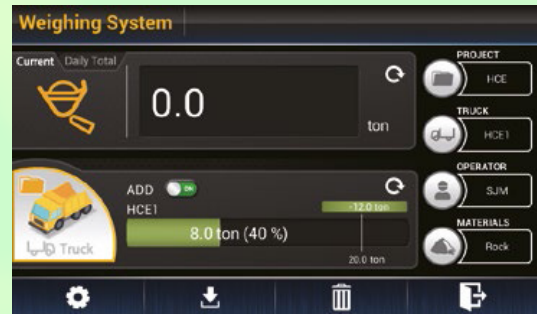 Weighing System
Current Daily Total
0.0
ton
PROJECT
HCE
TRUCK
HCE1
OPERATOR
SJM
MATERIALS
Rock
ADD ON
HCE1
-12.0 ton
8.0 ton (40 %)
20.0 ton
Truck